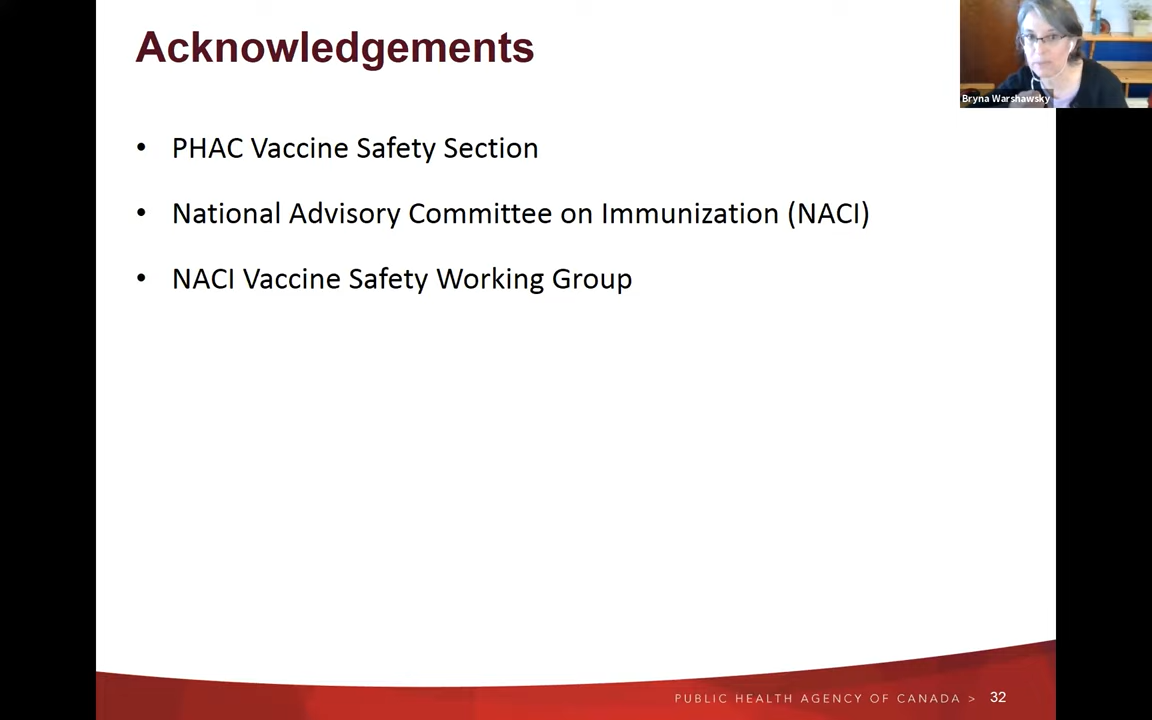 Acknowledgements
Bryna Warshawsky
• PHAC Vaccine Safety Section
• National Advisory Committee on Immunization (NACI)
• NACI Vaccine Safety Working Group
PUBLIC HEALTH AGENCY OF CANADA > 32